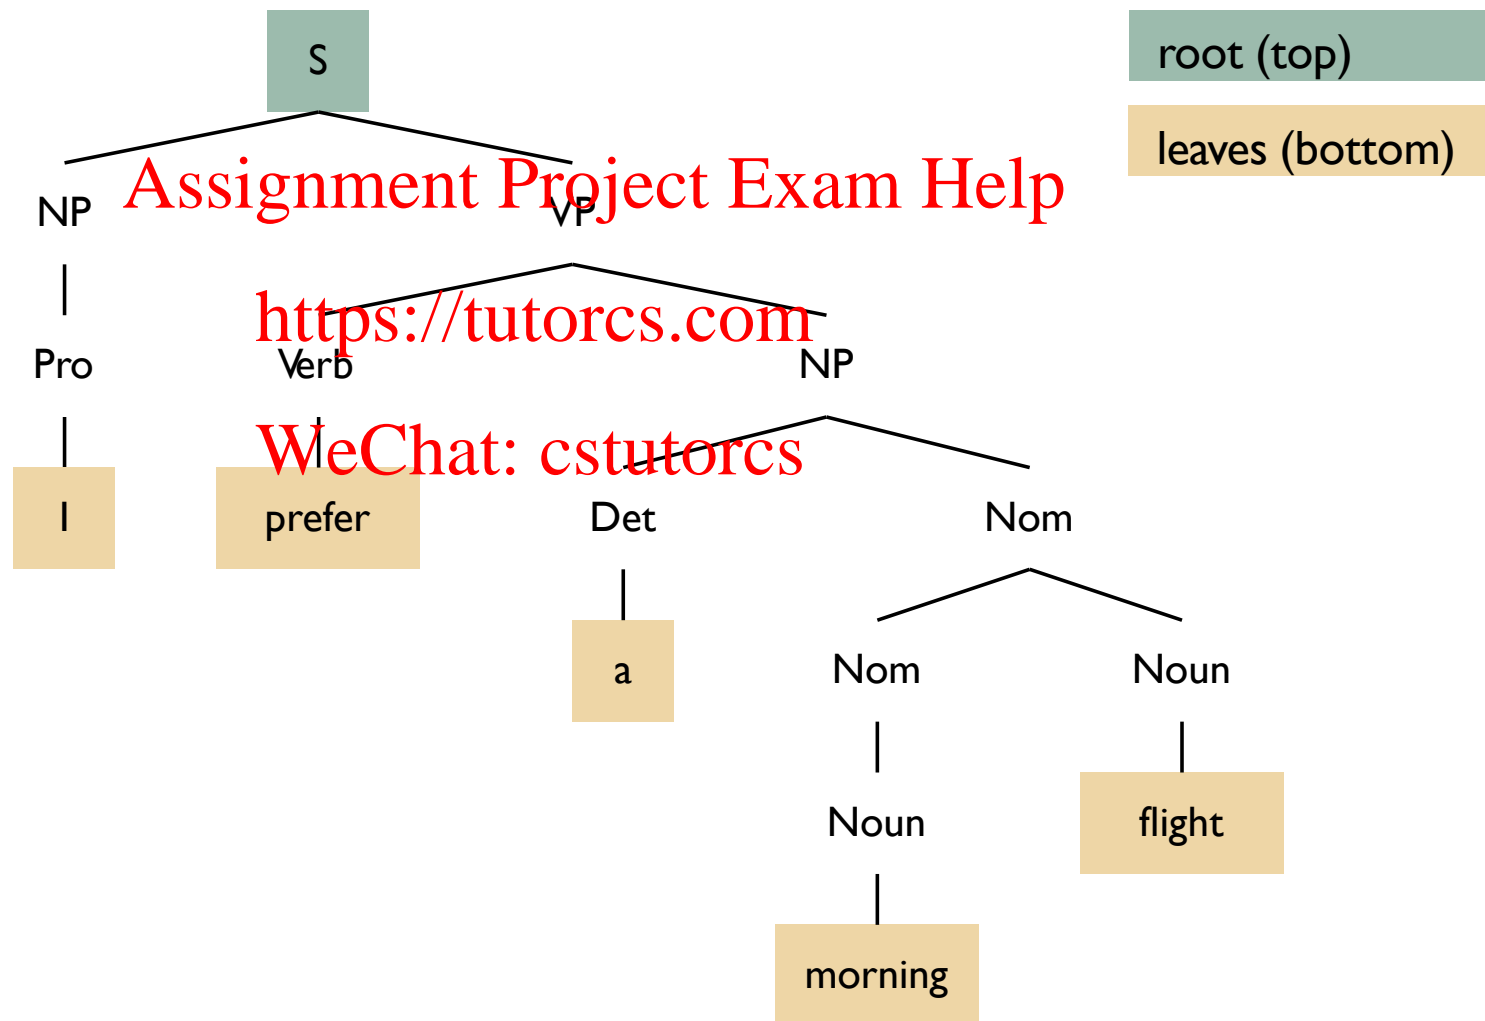 S
root (top)
leaves (bottom)
Assignment Project Exam Help
NP VP
https://tutorcs.com
Pro Verb NP
WeChat: cstutorcs
I prefer Det Nom
a Nom Noun
Noun flight
morning